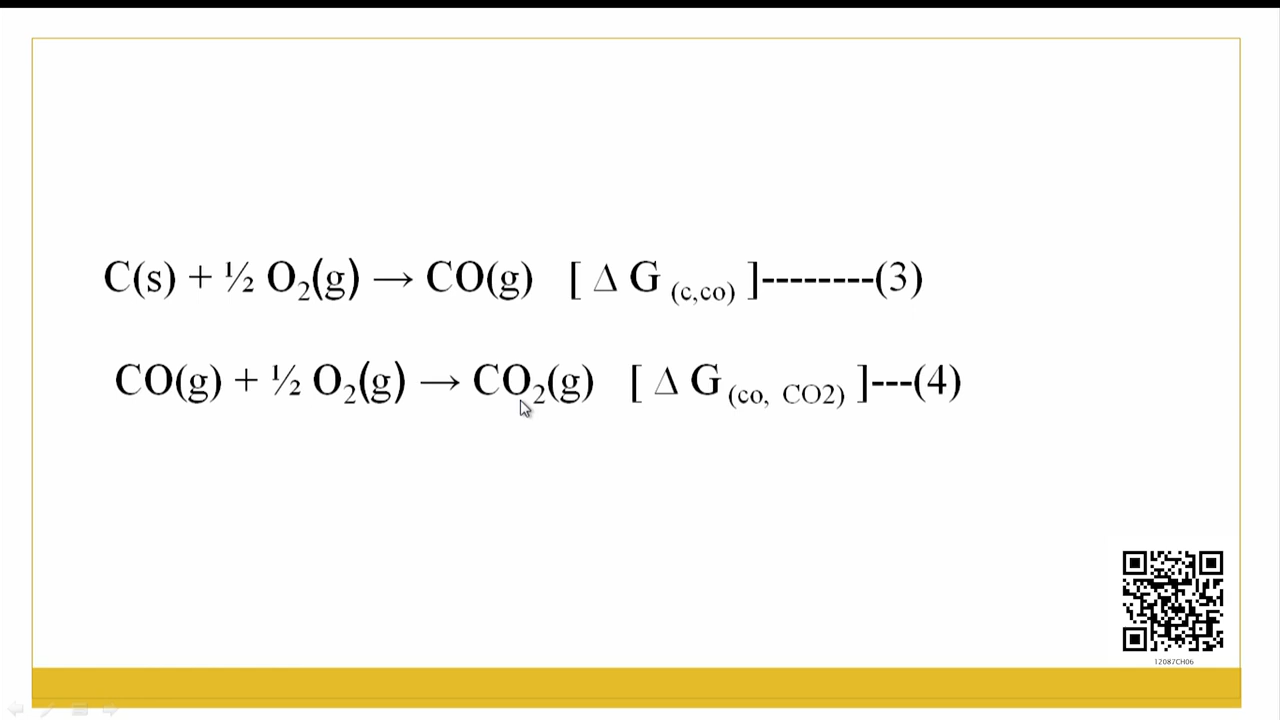 C(s) + ½ O₂(g) → CO(g) [ Δ G (c,co) ]--------(3)
CO(g) + ½ O₂(g) → CO₂(g) [ Δ G (co, CO2) ]---(4)
12087CH06